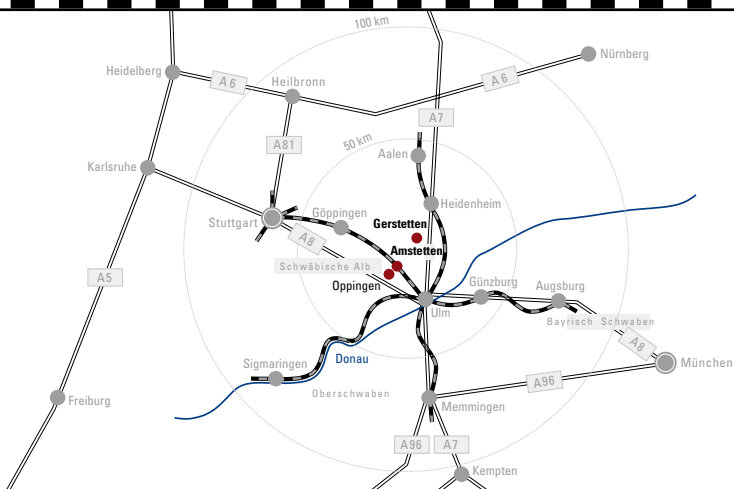 100 km
Nürnberg
Heidelberg
A6
Heilbronn
A6
A7
A81
50 km
Aalen
Karlsruhe
Heidenheim
Göppingen
Stuttgart
Gerstetten
A8
Amstetten
Schwäbische Alb
A5
Oppingen
Günzburg
Augsburg
Ulm
Bayrisch Schwaben
A8
Donau
München
Sigmaringen
A96
Oberschwaben
Freiburg
Memmingen
A96
A7
Kempten